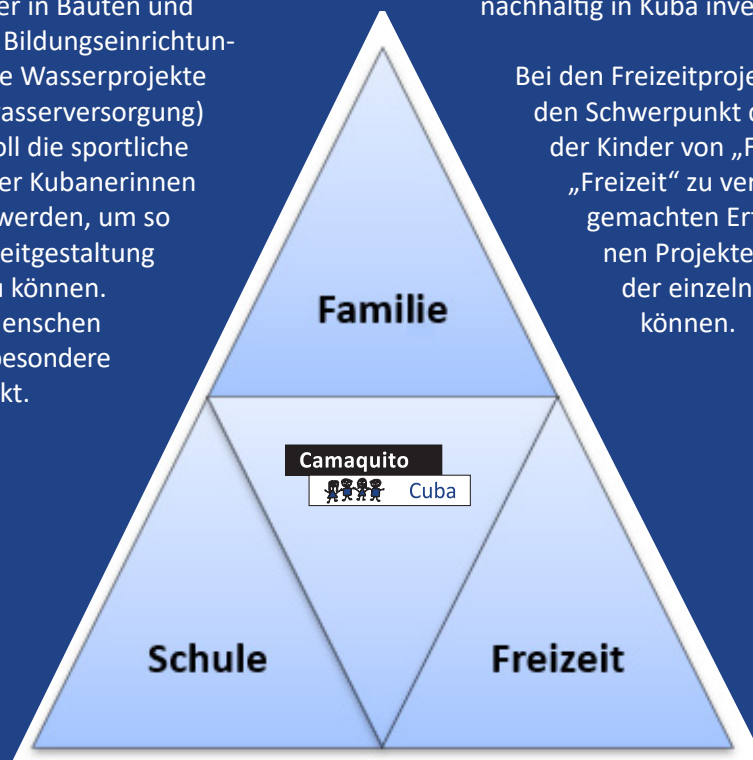 er in Bauten und
Bildungseinrichtun-
e Wasserprojekte
asserversorgung)
oll die sportliche
er Kubanerinnen
werden, um so
eitgestaltung
u können.
enschen
esondere
kt.
nachhaltig in Kuba inve
Bei den Freizeitproje
den Schwerpunkt
der Kinder von „F
„Freizeit“ zu ver
gemachten Er
nen Projekte
der einzeln
können.
Familie
Camaquito
Cuba
Schule
Freizeit